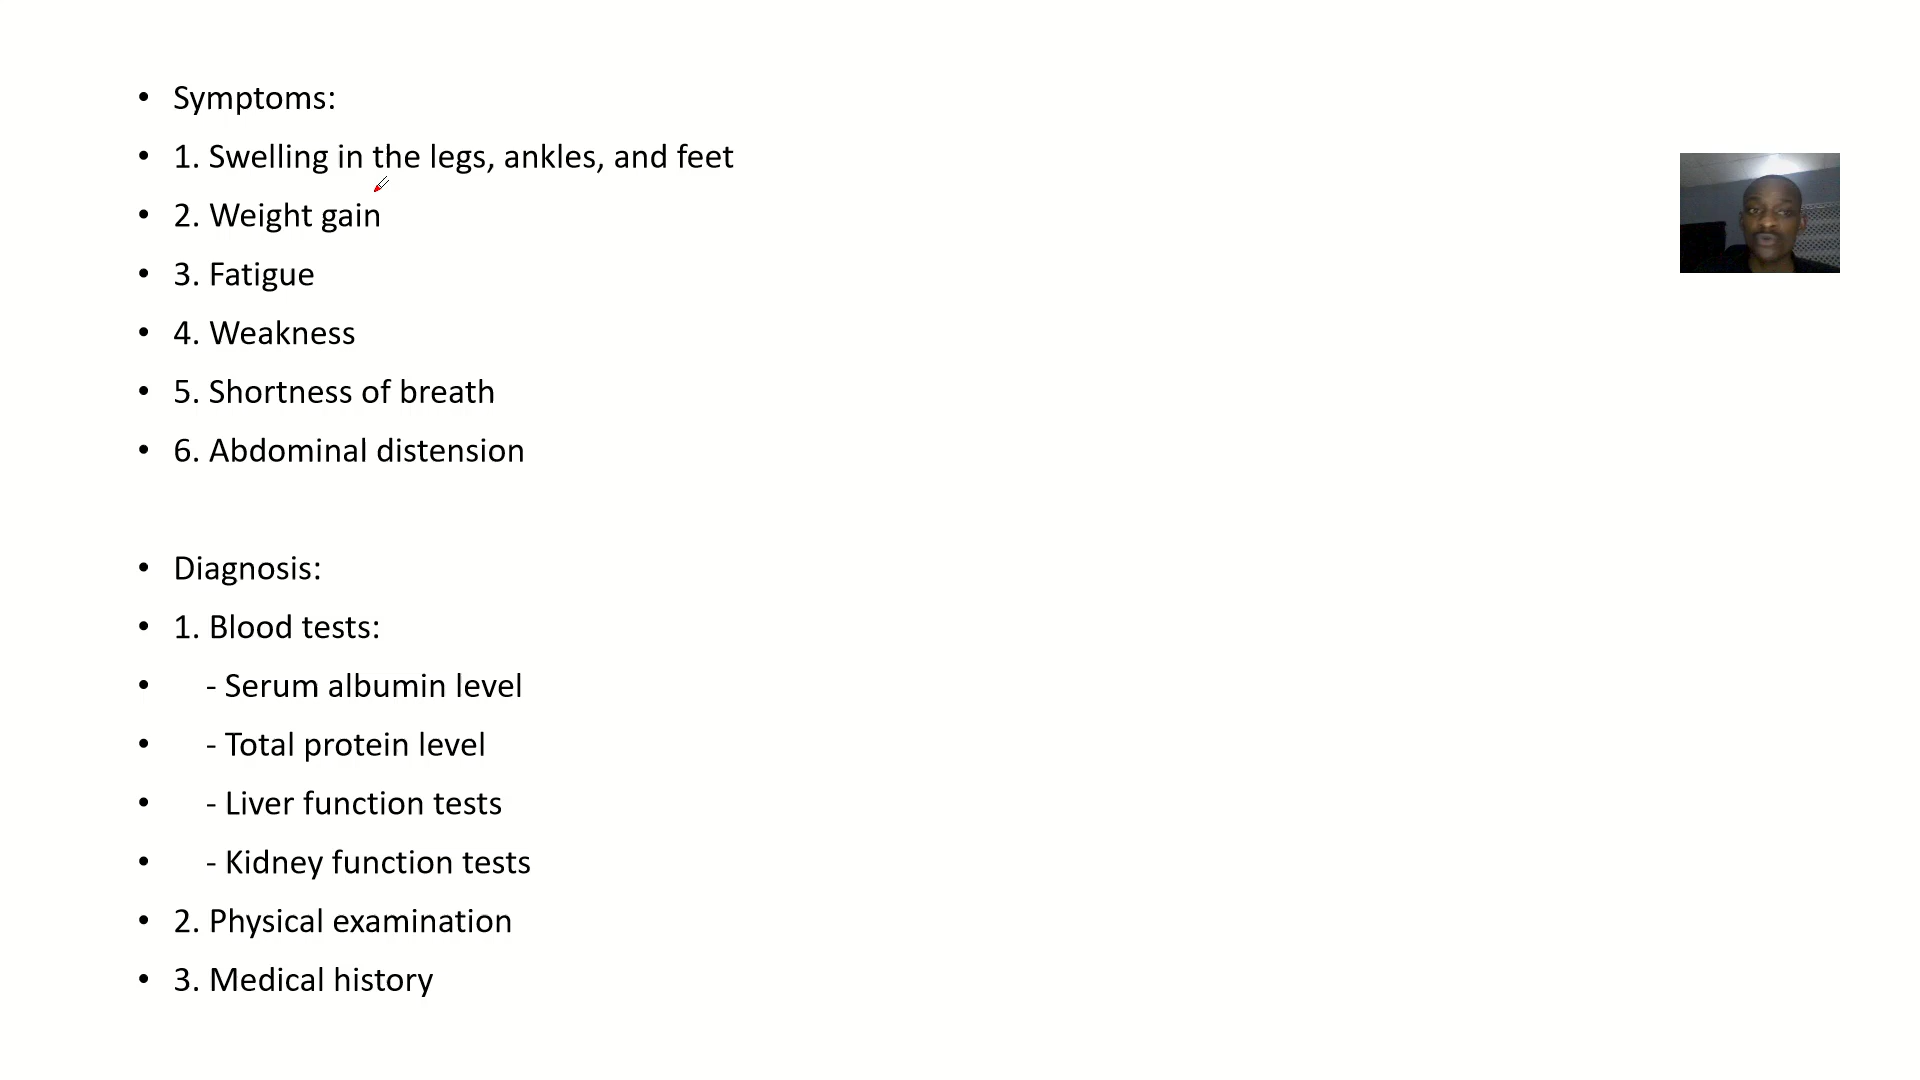 • Symptoms:
• 1. Swelling in the legs, ankles, and feet
• 2. Weight gain
• 3. Fatigue
• 4. Weakness
• 5. Shortness of breath
• 6. Abdominal distension
• Diagnosis:
• 1. Blood tests:
• - Serum albumin level
• - Total protein level
• - Liver function tests
• - Kidney function tests
• 2. Physical examination
• 3. Medical history